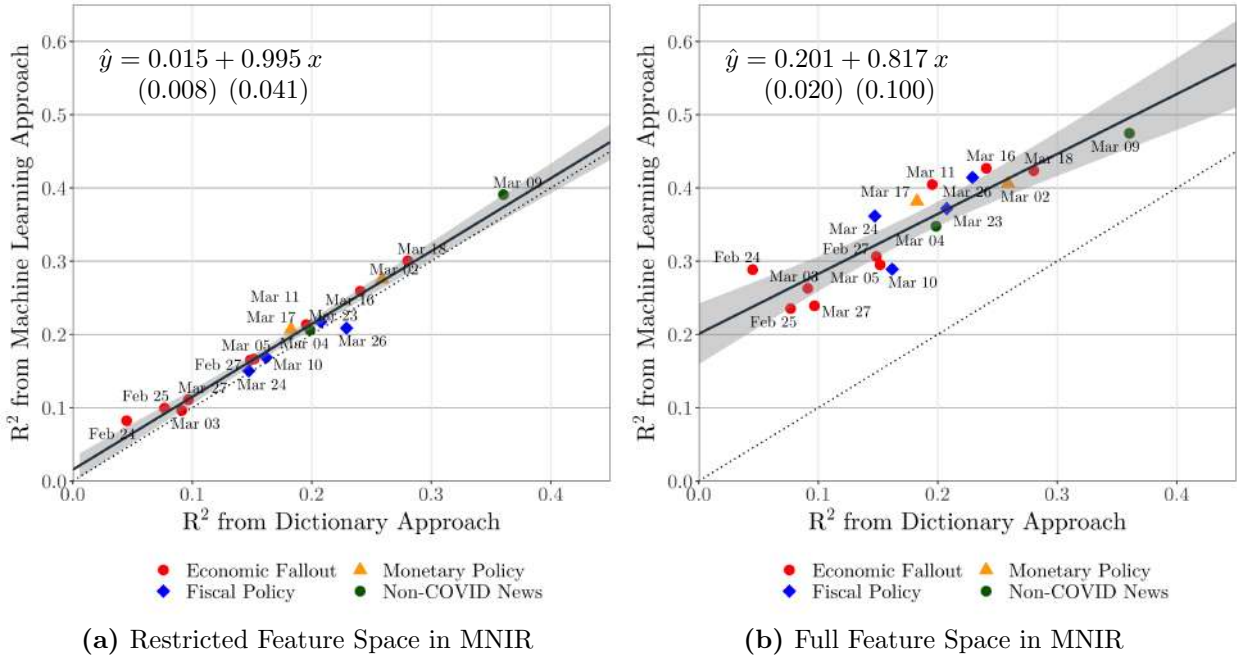 ŷ = 0.015 + 0.995 x
(0.008) (0.041)
R² from Machine Learning Approach
0.6
0.5
0.4
0.3
0.2
0.1
0.0
Mar 09
Mar 18
Mar 02
Mar 11
Mar 16
Mar 17
Mar 23
Mar 05
Mar 04
Mar 26
Feb 27
Mar 10
Mar 24
Feb 25
Mar 27
Mar 03
Feb 24
0.0 0.1 0.2 0.3 0.4
R² from Dictionary Approach
Economic Fallout
Monetary Policy
Fiscal Policy
Non-COVID News
(a) Restricted Feature Space in MNIR
ŷ = 0.201 + 0.817 x
(0.020) (0.100)
R² from Machine Learning Approach
0.6
0.5
0.4
0.3
0.2
0.1
0.0
Mar 16
Mar 18
Mar 09
Mar 11
Mar 17
Mar 26
Mar 02
Mar 24
Mar 23
Mar 04
Feb 27
Feb 24
Mar 03
Mar 05
Mar 10
Feb 25
Mar 27
0.0 0.1 0.2 0.3 0.4
R² from Dictionary Approach
Economic Fallout
Monetary Policy
Fiscal Policy
Non-COVID News
(b) Full Feature Space in MNIR